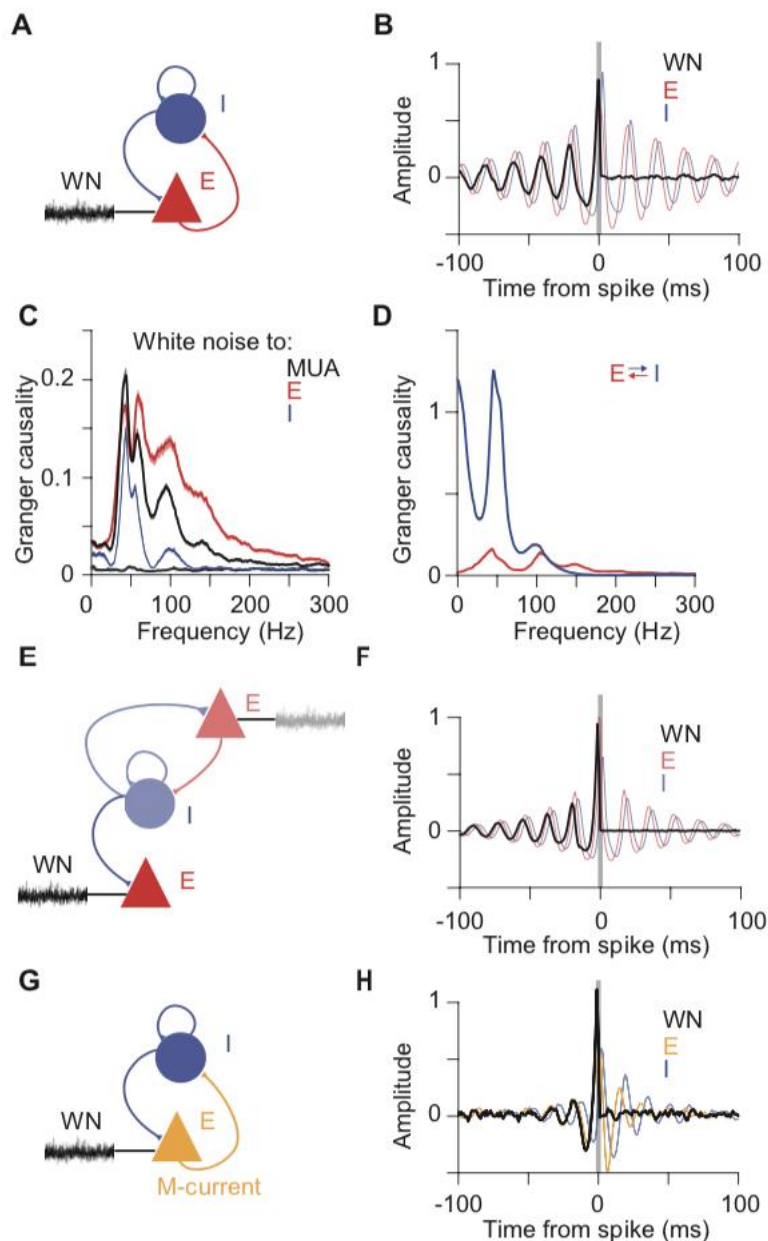 A
I
WN
E
B
1
WN
E
I
Amplitude
0
-100 0 100
Time from spike (ms)
C
White noise to:
MUA
E
I
0.2
0.1
0
Granger causality
0 100 200 300
Frequency (Hz)
D
E I
1
0
Granger causality
0 100 200 300
Frequency (Hz)
E
E
I
WN
E
F
1
WN
E
I
Amplitude
0
-100 0 100
Time from spike (ms)
G
I
WN
E
M-current
H
1
WN
E
I
Amplitude
0
-100 0 100
Time from spike (ms)